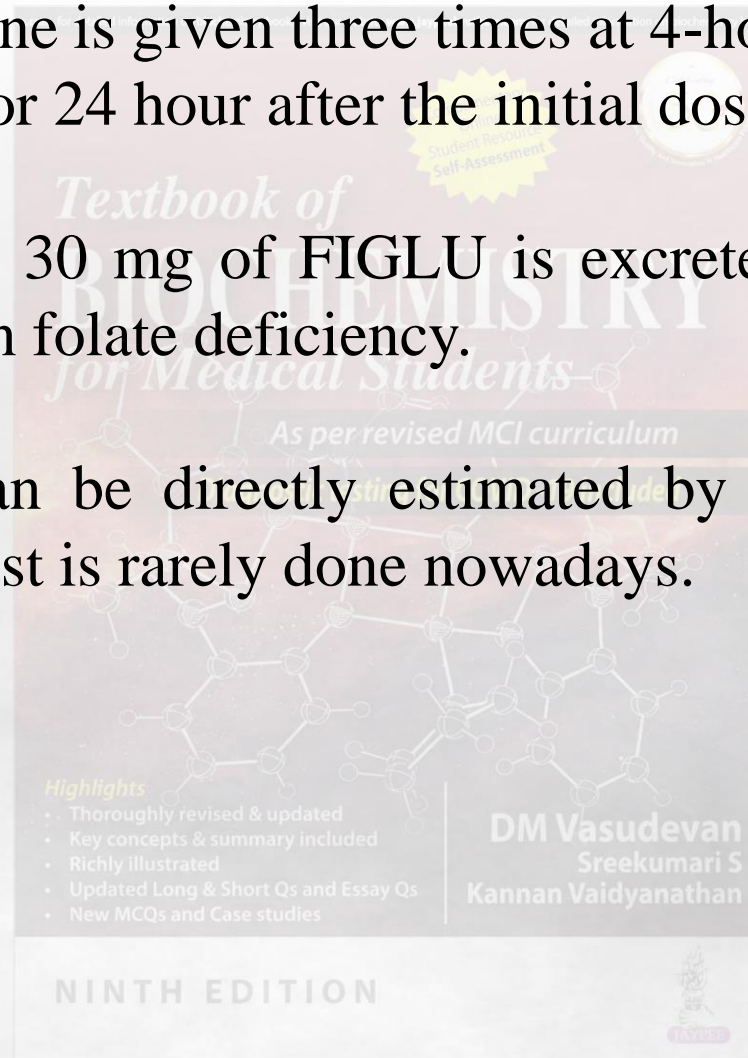 ne is given three times at 4-ho
or 24 hour after the initial dos
Student Resource
Self-Assessment
Textbook of
30 mg of FIGLU is excrete
BIOCHEMISTRY
n folate deficiency.
for Medical Students
As per revised MCI curriculum
an be directly estimated by
st is rarely done nowadays.
Highlights
• Thoroughly revised & updated
• Key concepts & summary included
• Richly illustrated
• Updated Long & Short Qs and Essay Qs
• New MCQs and Case studies
DM Vasudevan
Sreekumari S
Kannan Vaidyanathan
NINTH EDITION
JAYPEE